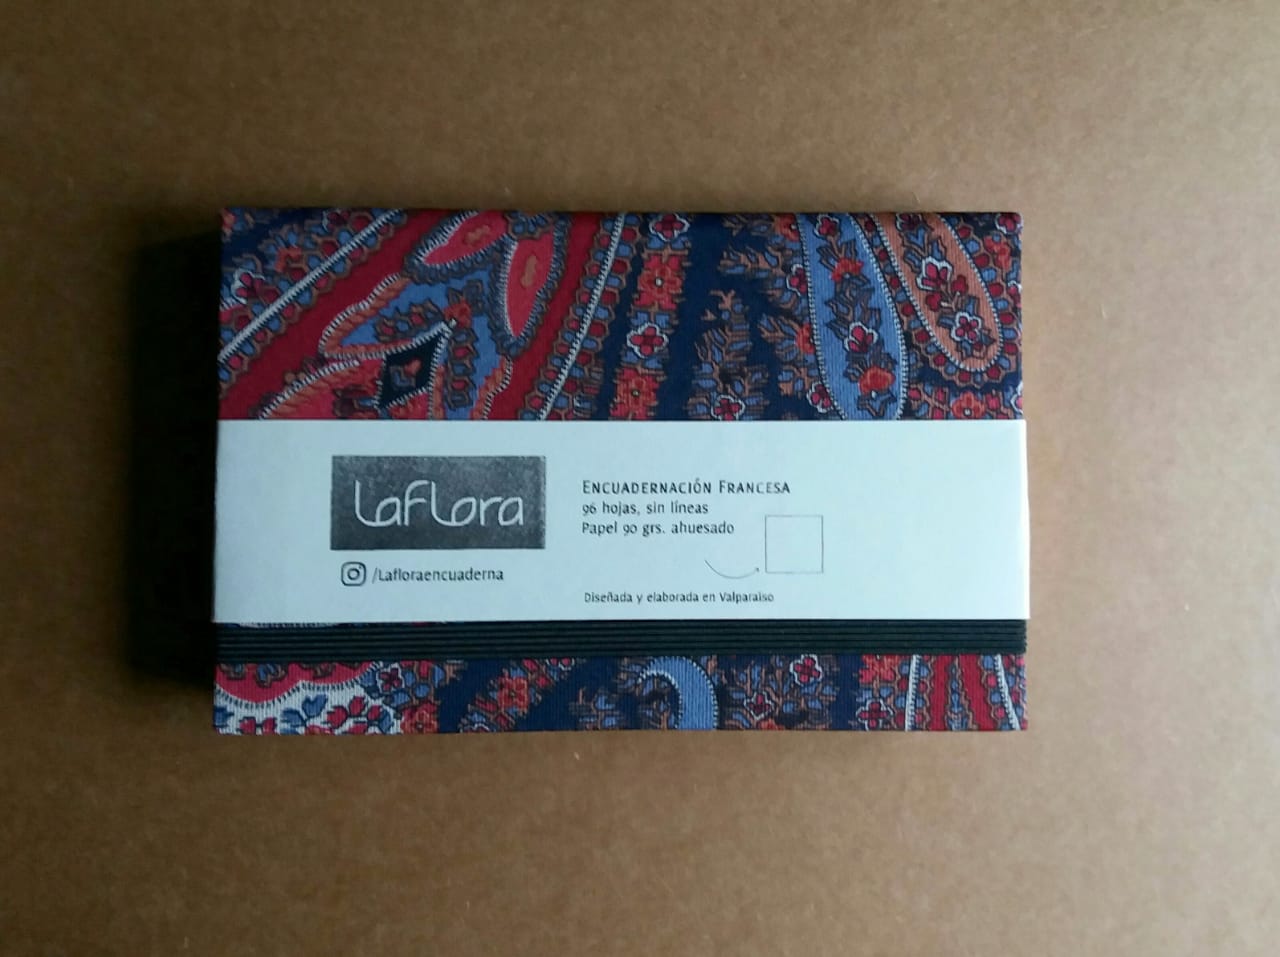 LaFLora
/Lafloraencuaderna
ENCUADERNACIÓN FRANCESA
96 hojas, sin líneas
Papel 90 grs. ahuesado
Diseñada y elaborada en Valparaíso